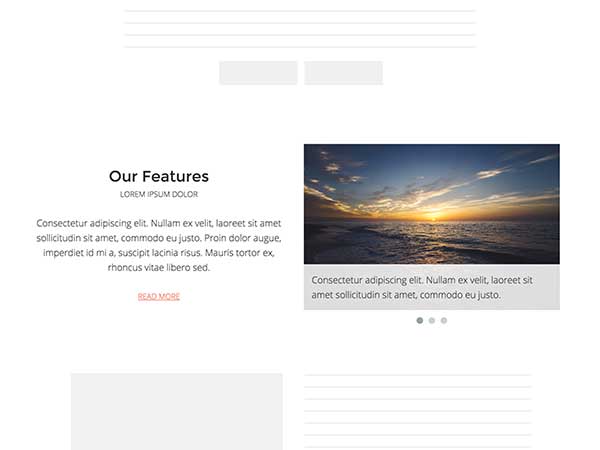 Our Features
LOREM IPSUM DOLOR
Consectetur adipiscing elit. Nullam ex velit, laoreet sit amet
sollicitudin sit amet, commodo eu justo. Proin dolor augue,
imperdiet id mi a, suscipit lacinia risus. Mauris tortor ex,
rhoncus vitae libero sed.
READ MORE
Consectetur adipiscing elit. Nullam ex velit, laoreet sit
amet sollicitudin sit amet, commodo eu justo.